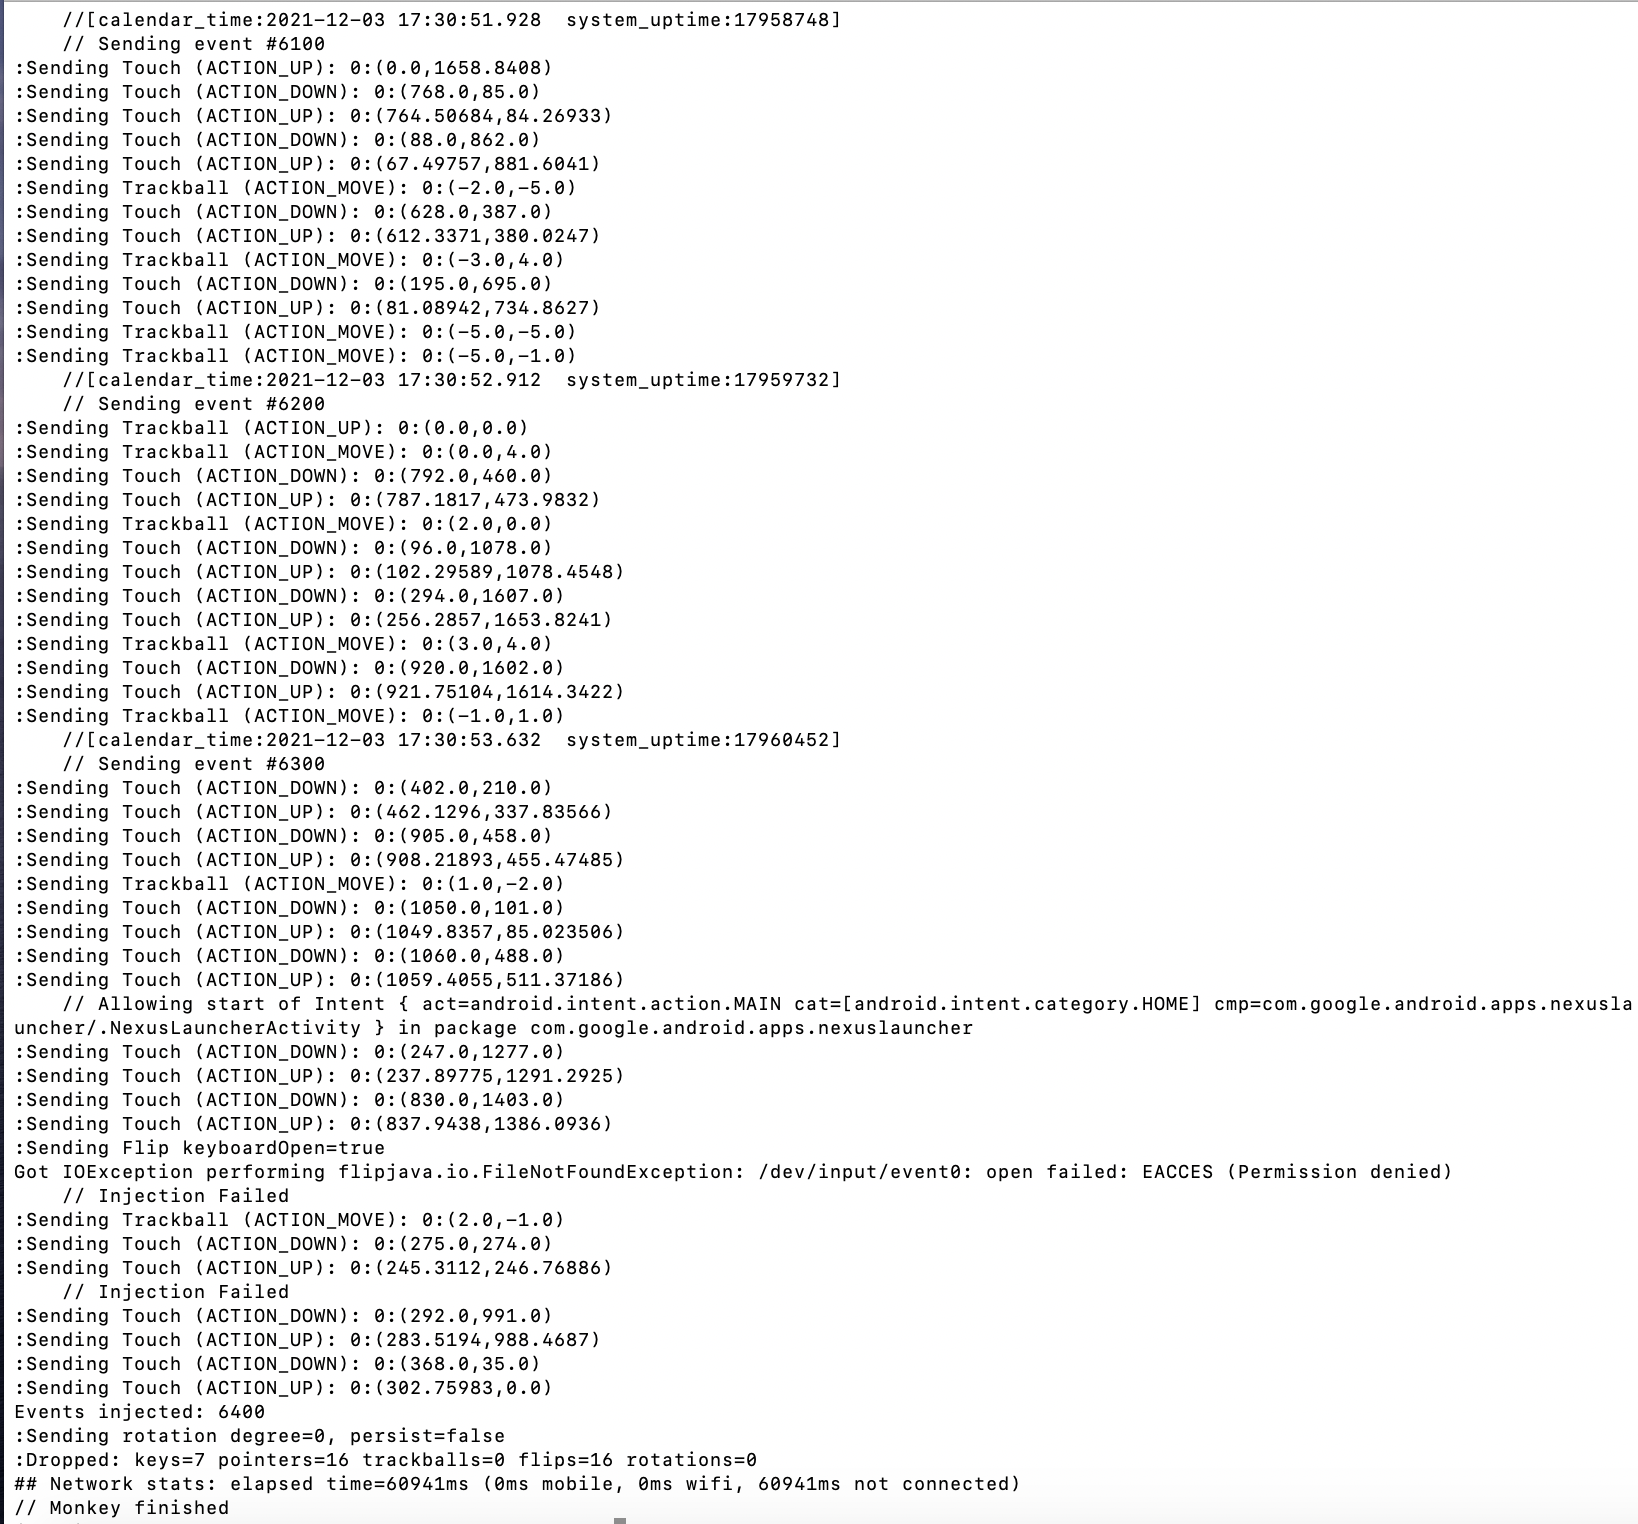 //[calendar_time:2021-12-03 17:30:51.928  system_uptime:17958748]
// Sending event #6100
:Sending Touch (ACTION_UP): 0:(0.0,1658.8408)
:Sending Touch (ACTION_DOWN): 0:(768.0,85.0)
:Sending Touch (ACTION_UP): 0:(764.50684,84.26933)
:Sending Touch (ACTION_DOWN): 0:(88.0,862.0)
:Sending Touch (ACTION_UP): 0:(67.49757,881.6041)
:Sending Trackball (ACTION_MOVE): 0:(-2.0,-5.0)
:Sending Touch (ACTION_DOWN): 0:(628.0,387.0)
:Sending Touch (ACTION_UP): 0:(612.3371,380.0247)
:Sending Trackball (ACTION_MOVE): 0:(-3.0,4.0)
:Sending Touch (ACTION_DOWN): 0:(195.0,695.0)
:Sending Touch (ACTION_UP): 0:(81.08942,734.8627)
:Sending Trackball (ACTION_MOVE): 0:(-5.0,-5.0)
:Sending Trackball (ACTION_MOVE): 0:(-5.0,-1.0)
//[calendar_time:2021-12-03 17:30:52.912  system_uptime:17959732]
// Sending event #6200
:Sending Trackball (ACTION_UP): 0:(0.0,0.0)
:Sending Trackball (ACTION_MOVE): 0:(0.0,4.0)
:Sending Touch (ACTION_DOWN): 0:(792.0,460.0)
:Sending Touch (ACTION_UP): 0:(787.1817,473.9832)
:Sending Trackball (ACTION_MOVE): 0:(2.0,0.0)
:Sending Touch (ACTION_DOWN): 0:(96.0,1078.0)
:Sending Touch (ACTION_UP): 0:(102.29589,1078.4548)
:Sending Touch (ACTION_DOWN): 0:(294.0,1607.0)
:Sending Touch (ACTION_UP): 0:(256.2857,1653.8241)
:Sending Trackball (ACTION_MOVE): 0:(3.0,4.0)
:Sending Touch (ACTION_DOWN): 0:(920.0,1602.0)
:Sending Touch (ACTION_UP): 0:(921.75104,1614.3422)
:Sending Trackball (ACTION_MOVE): 0:(-1.0,1.0)
//[calendar_time:2021-12-03 17:30:53.632  system_uptime:17960452]
// Sending event #6300
:Sending Touch (ACTION_DOWN): 0:(402.0,210.0)
:Sending Touch (ACTION_UP): 0:(462.1296,337.83566)
:Sending Touch (ACTION_DOWN): 0:(905.0,458.0)
:Sending Touch (ACTION_UP): 0:(908.21893,455.47485)
:Sending Trackball (ACTION_MOVE): 0:(1.0,-2.0)
:Sending Touch (ACTION_DOWN): 0:(1050.0,101.0)
:Sending Touch (ACTION_UP): 0:(1049.8357,85.023506)
:Sending Touch (ACTION_DOWN): 0:(1060.0,488.0)
:Sending Touch (ACTION_UP): 0:(1059.4055,511.37186)
// Allowing start of Intent { act=android.intent.action.MAIN cat=[android.intent.category.HOME] cmp=com.google.android.apps.nexusla
uncher/.NexusLauncherActivity } in package com.google.android.apps.nexuslauncher
:Sending Touch (ACTION_DOWN): 0:(247.0,1277.0)
:Sending Touch (ACTION_UP): 0:(237.89775,1291.2925)
:Sending Touch (ACTION_DOWN): 0:(830.0,1403.0)
:Sending Touch (ACTION_UP): 0:(837.9438,1386.0936)
:Sending Flip keyboardOpen=true
Got IOException performing flipjava.io.FileNotFoundException: /dev/input/event0: open failed: EACCES (Permission denied)
// Injection Failed
:Sending Trackball (ACTION_MOVE): 0:(2.0,-1.0)
:Sending Touch (ACTION_DOWN): 0:(275.0,274.0)
:Sending Touch (ACTION_UP): 0:(245.3112,246.76886)
// Injection Failed
:Sending Touch (ACTION_DOWN): 0:(292.0,991.0)
:Sending Touch (ACTION_UP): 0:(283.5194,988.4687)
:Sending Touch (ACTION_DOWN): 0:(368.0,35.0)
:Sending Touch (ACTION_UP): 0:(302.75983,0.0)
Events injected: 6400
:Sending rotation degree=0, persist=false
:Dropped: keys=7 pointers=16 trackballs=0 flips=16 rotations=0
## Network stats: elapsed time=60941ms (0ms mobile, 0ms wifi, 60941ms not connected)
// Monkey finished